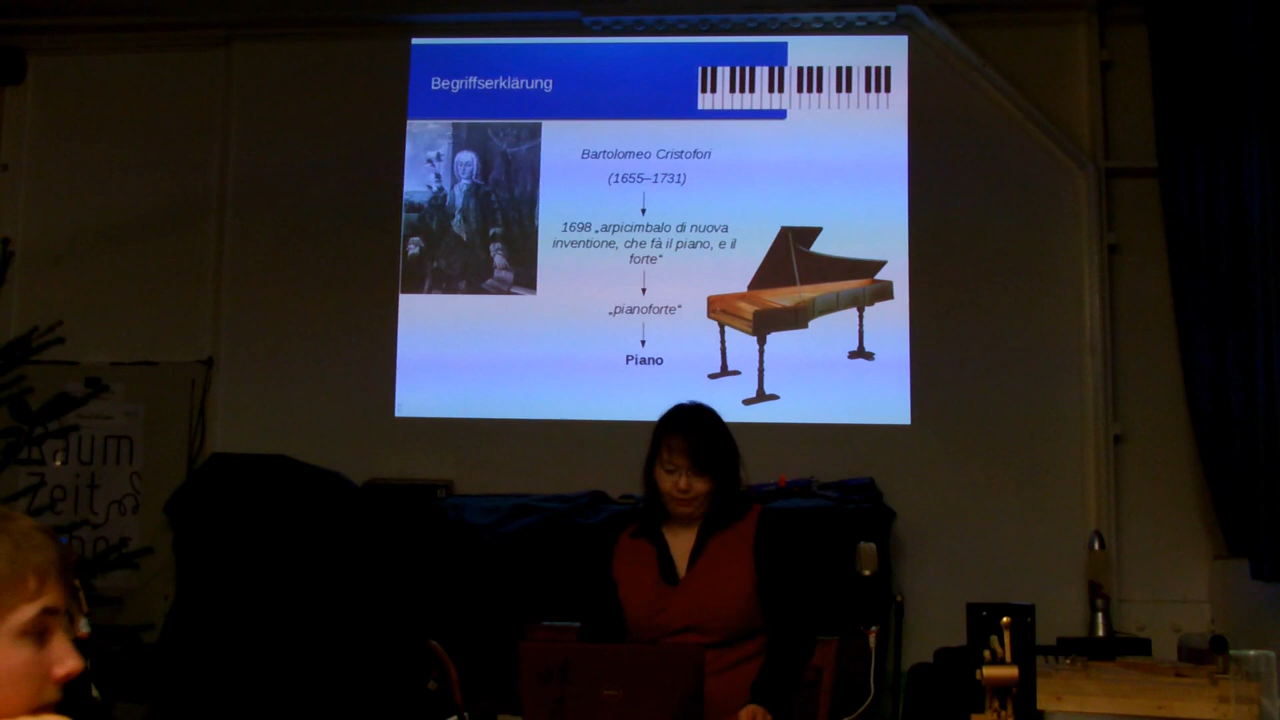 Begriffserklärung
Bartolomeo Cristofori
(1655–1731)
1698 „arpicimbalo di nuova
inventione, che fà il piano, e il
forte“
„pianoforte“
Piano
Raum
Zeit